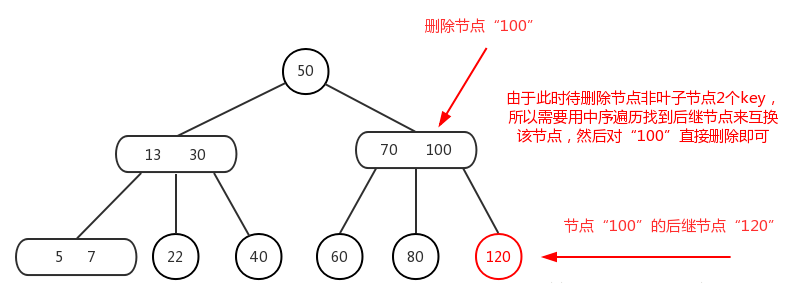 删除节点“100”
50
由于此时待删除节点非叶子节点2个key,
所以需要用中序遍历找到后继节点来互换
该节点,然后对“100”直接删除即可
13 30
70 100
节点“100”的后继节点“120”
5 7
22
40
60
80
120